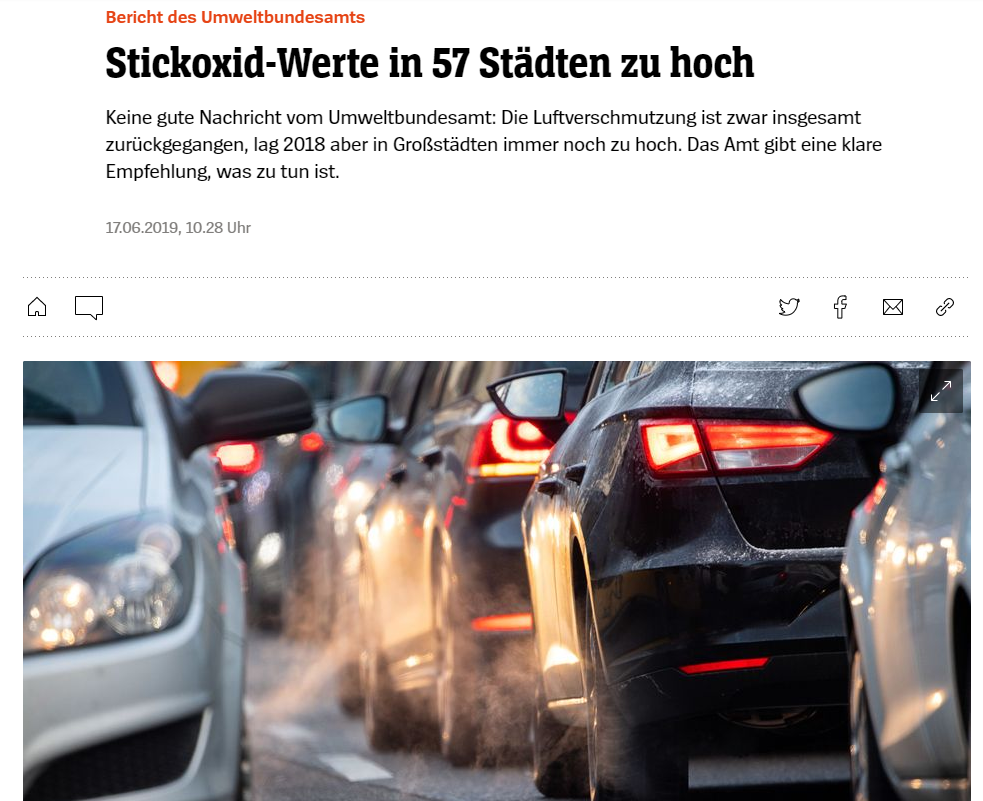 Bericht des Umweltbundesamts
Stickoxid-Werte in 57 Städten zu hoch
Keine gute Nachricht vom Umweltbundesamt: Die Luftverschmutzung ist zwar insgesamt
zurückgegangen, lag 2018 aber in Großstädten immer noch zu hoch. Das Amt gibt eine klare
Empfehlung, was zu tun ist.
17.06.2019, 10.28 Uhr